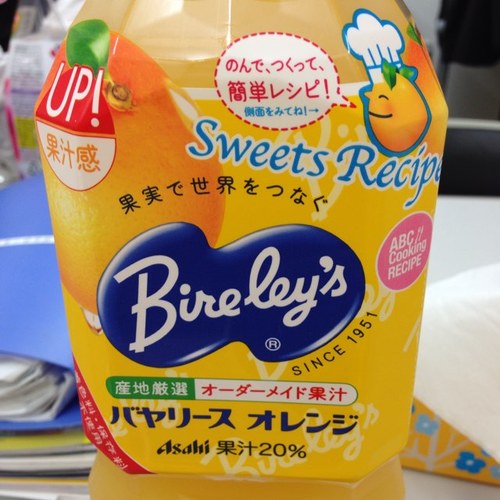 のんで、つくって、
簡単レシピ!
側面をみてね!→
UP!
果汁感
Sweets Recipe
果実で世界をつなぐ
ABC
Cooking
RECIPE
Bireley's
®
SINCE 1951
産地厳選 オーダーメイド果汁
バヤリース オレンジ
Asahi 果汁20%